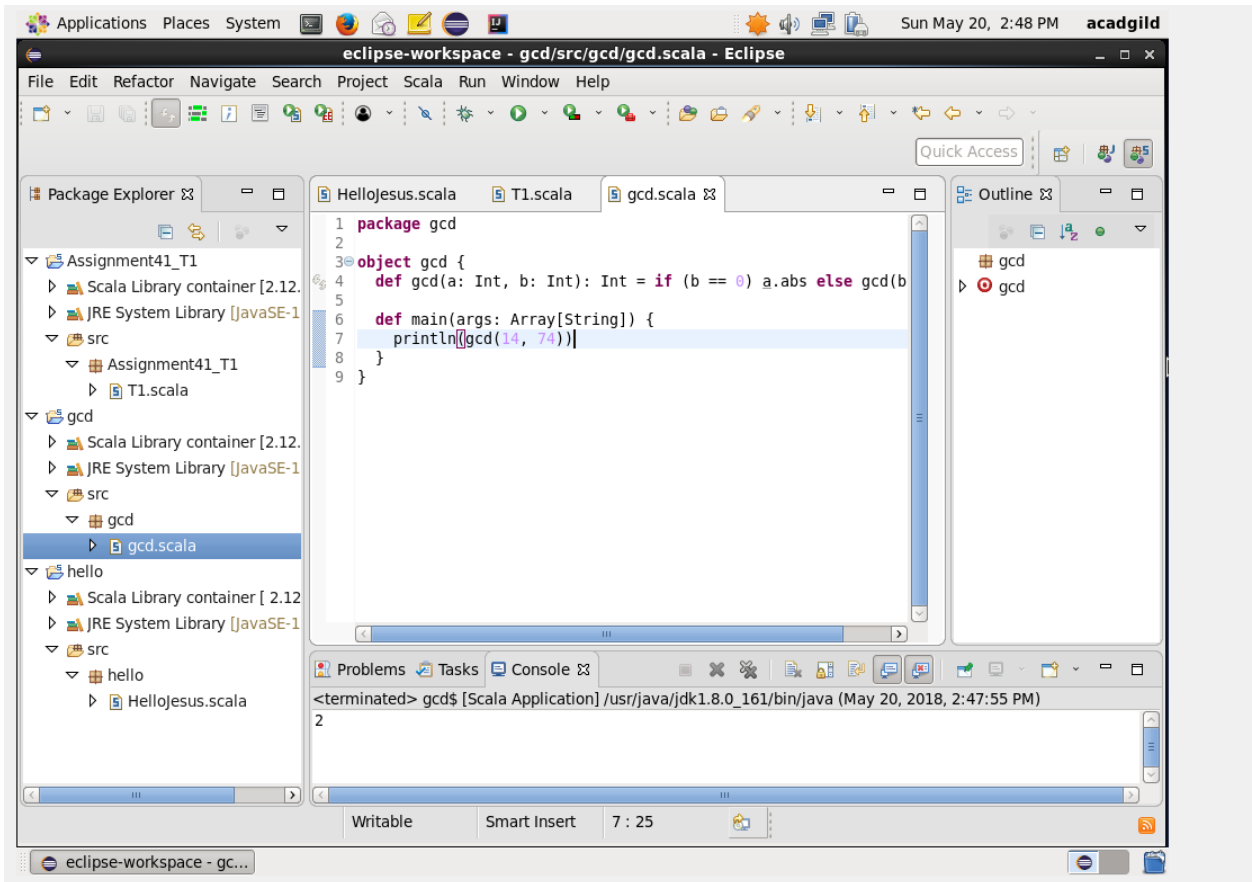 Applications Places System Sun May 20, 2:48 PM acadgild
eclipse-workspace - gcd/src/gcd/gcd.scala - Eclipse
File Edit Refactor Navigate Search Project Scala Run Window Help
Quick Access
Package Explorer
Assignment41_T1
Scala Library container [2.12.
JRE System Library [JavaSE-1
src
Assignment41_T1
T1.scala
gcd
Scala Library container [2.12.
JRE System Library [JavaSE-1
src
gcd
gcd.scala
hello
Scala Library container [ 2.12
JRE System Library [JavaSE-1
src
hello
HelloJesus.scala
HelloJesus.scala T1.scala gcd.scala
1 package gcd
2
3 object gcd {
4 def gcd(a: Int, b: Int): Int = if (b == 0) a.abs else gcd(b
5
6 def main(args: Array[String]) {
7 println(gcd(14, 74))
8 }
9 }
Outline
gcd
gcd
Problems Tasks Console
<terminated> gcd$ [Scala Application] /usr/java/jdk1.8.0_161/bin/java (May 20, 2018, 2:47:55 PM)
2
Writable Smart Insert 7 : 25
eclipse-workspace - gc...